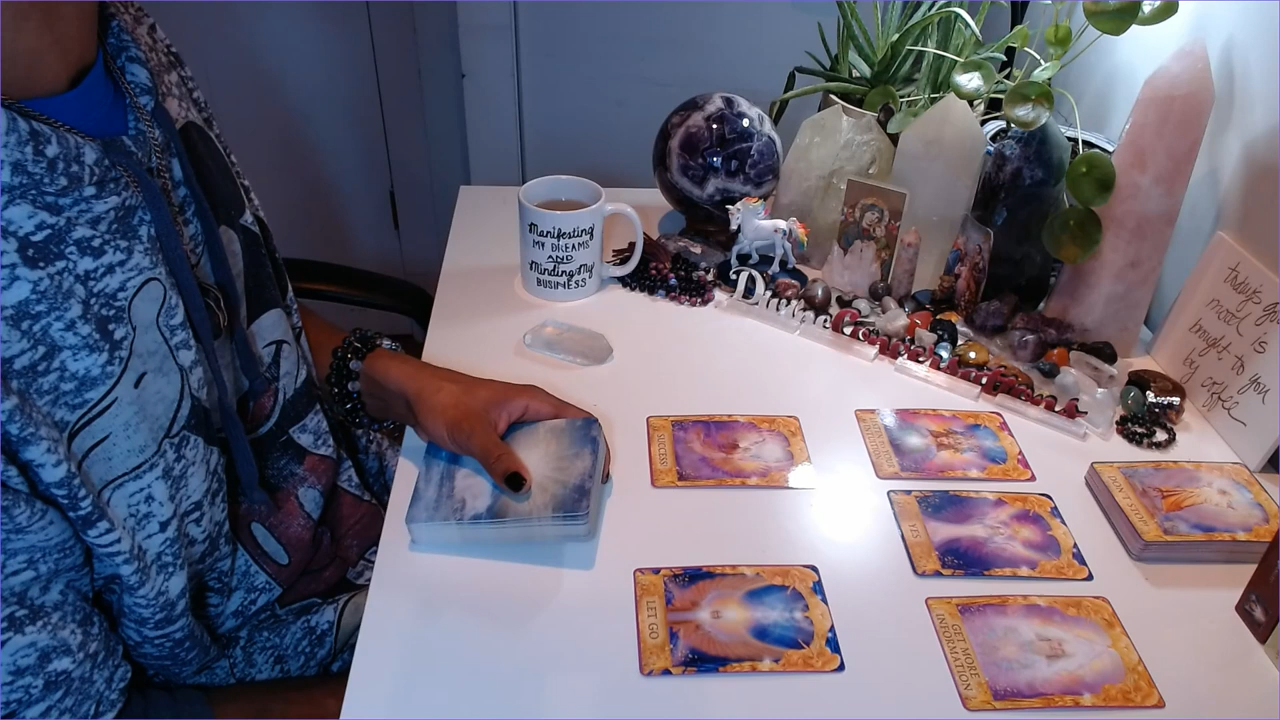 Manifesting
MY DREAMS
AND
Minding My
BUSINESS
today's
mood is
brought to you
by coffee
SUCCESS!
YES
DON'T STOP!
LET GO
GET MORE
INFORMATION